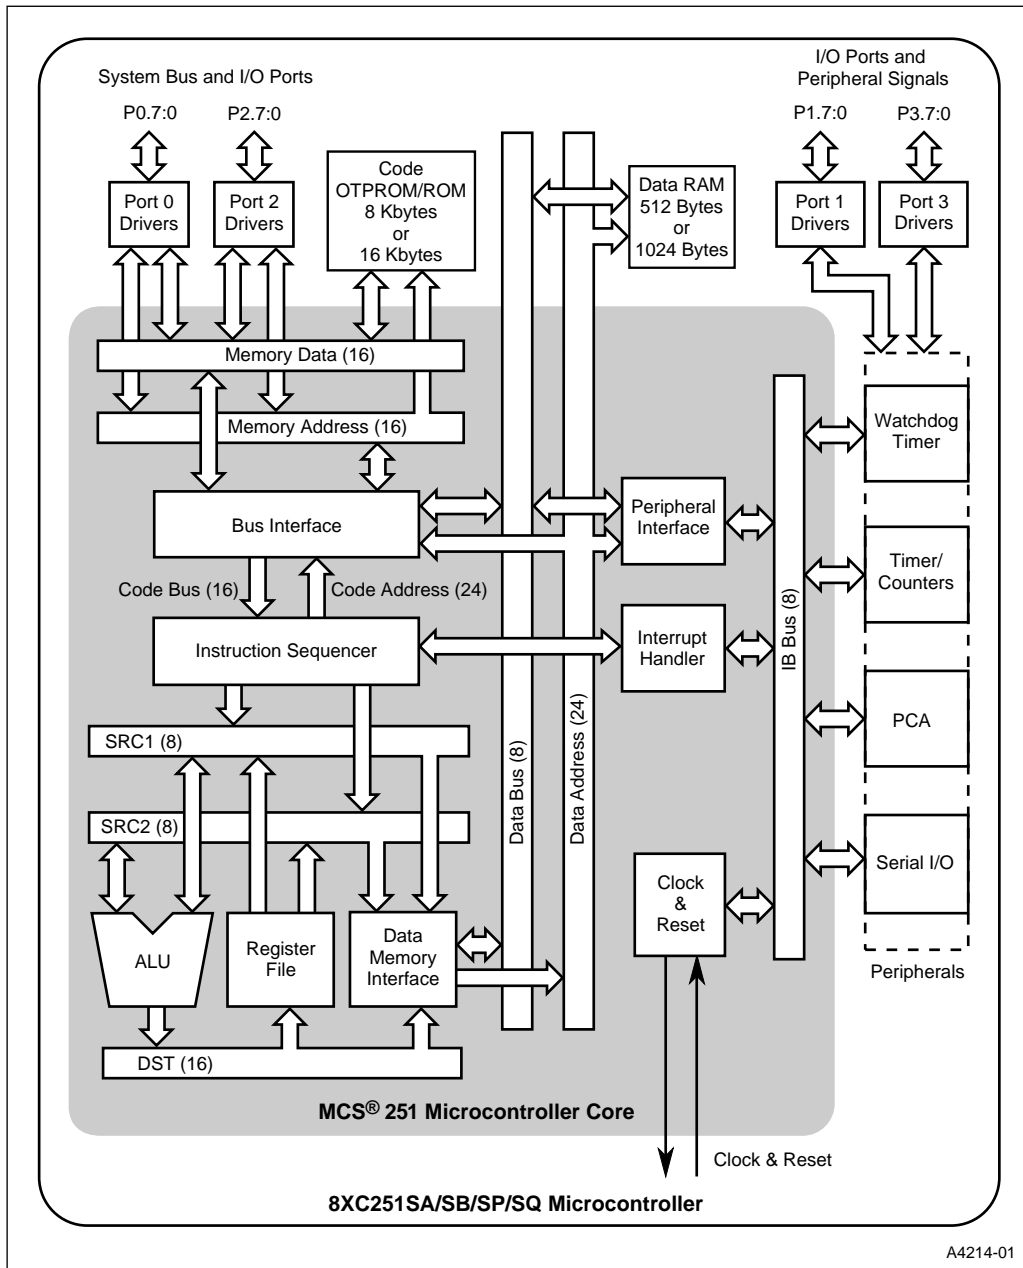 System Bus and I/O Ports
I/O Ports and
Peripheral Signals
P0.7:0
P2.7:0
P1.7:0
P3.7:0
Port 0
Drivers
Port 2
Drivers
Code
OTPROM/ROM
8 Kbytes
or
16 Kbytes
Data RAM
512 Bytes
or
1024 Bytes
Port 1
Drivers
Port 3
Drivers
Memory Data (16)
Memory Address (16)
Bus Interface
Peripheral
Interface
Watchdog
Timer
Code Bus (16)
Code Address (24)
Timer/
Counters
Instruction Sequencer
Interrupt
Handler
IB Bus (8)
SRC1 (8)
Data Bus (8)
Data Address (24)
PCA
SRC2 (8)
Clock
&
Reset
Serial I/O
ALU
Register
File
Data
Memory
Interface
Peripherals
DST (16)
MCS® 251 Microcontroller Core
Clock & Reset
8XC251SA/SB/SP/SQ Microcontroller
A4214-01